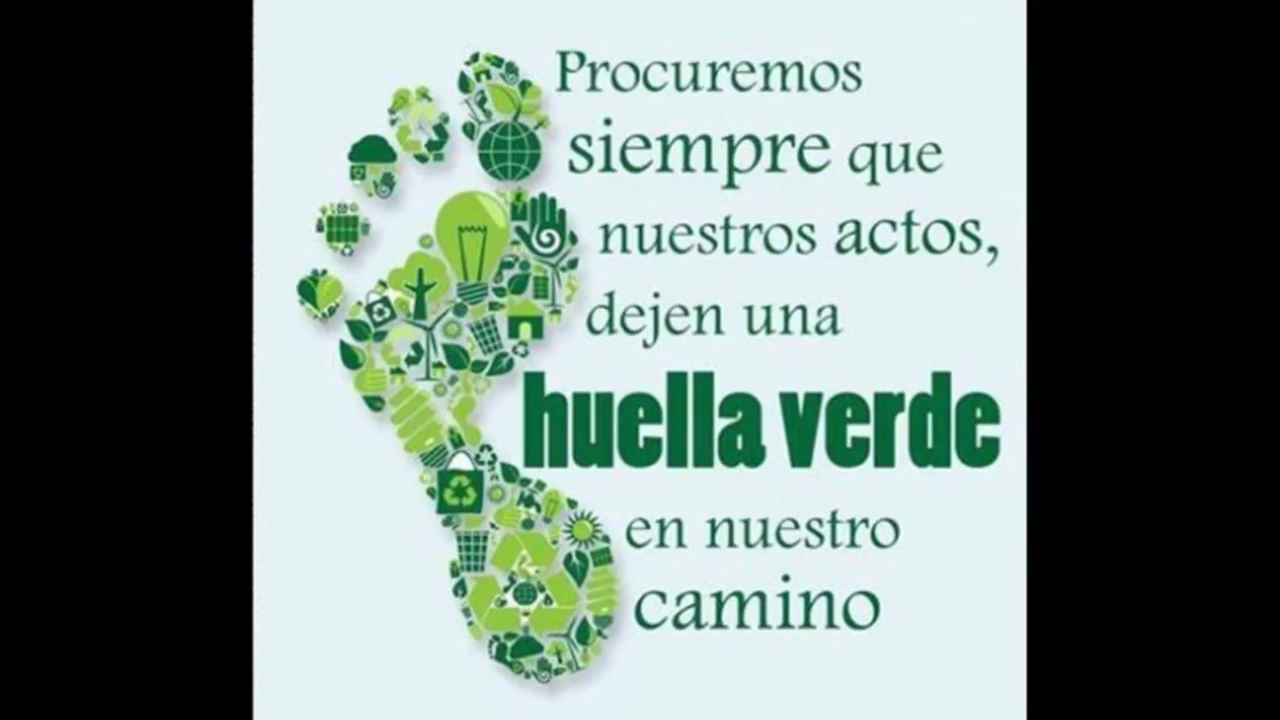 Procuremos
siempre que
nuestros actos,
dejen una
huella verde
en nuestro
camino